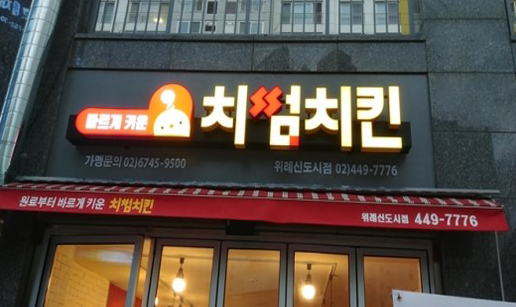 바르게 키운 치썸치킨
가맹문의 02)6745-9500 위례신도시점 02)449-7776
원료부터 바르게 키운 치썸치킨 위례신도시점 449-7776